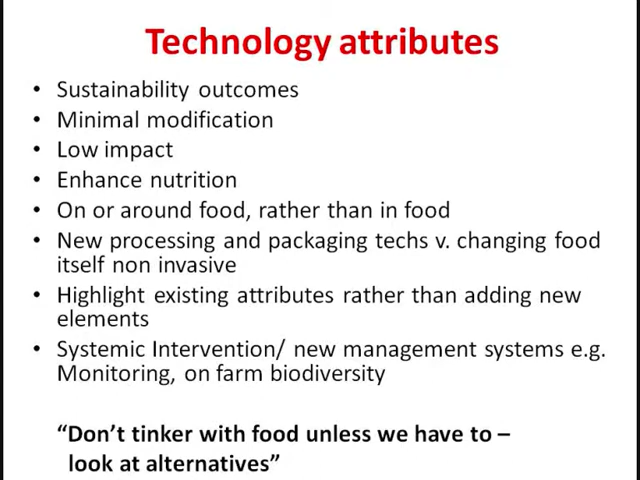 Technology attributes
• Sustainability outcomes
• Minimal modification
• Low impact
• Enhance nutrition
• On or around food, rather than in food
• New processing and packaging techs v. changing food
itself non invasive
• Highlight existing attributes rather than adding new
elements
• Systemic Intervention/ new management systems e.g.
Monitoring, on farm biodiversity
“Don’t tinker with food unless we have to –
look at alternatives”